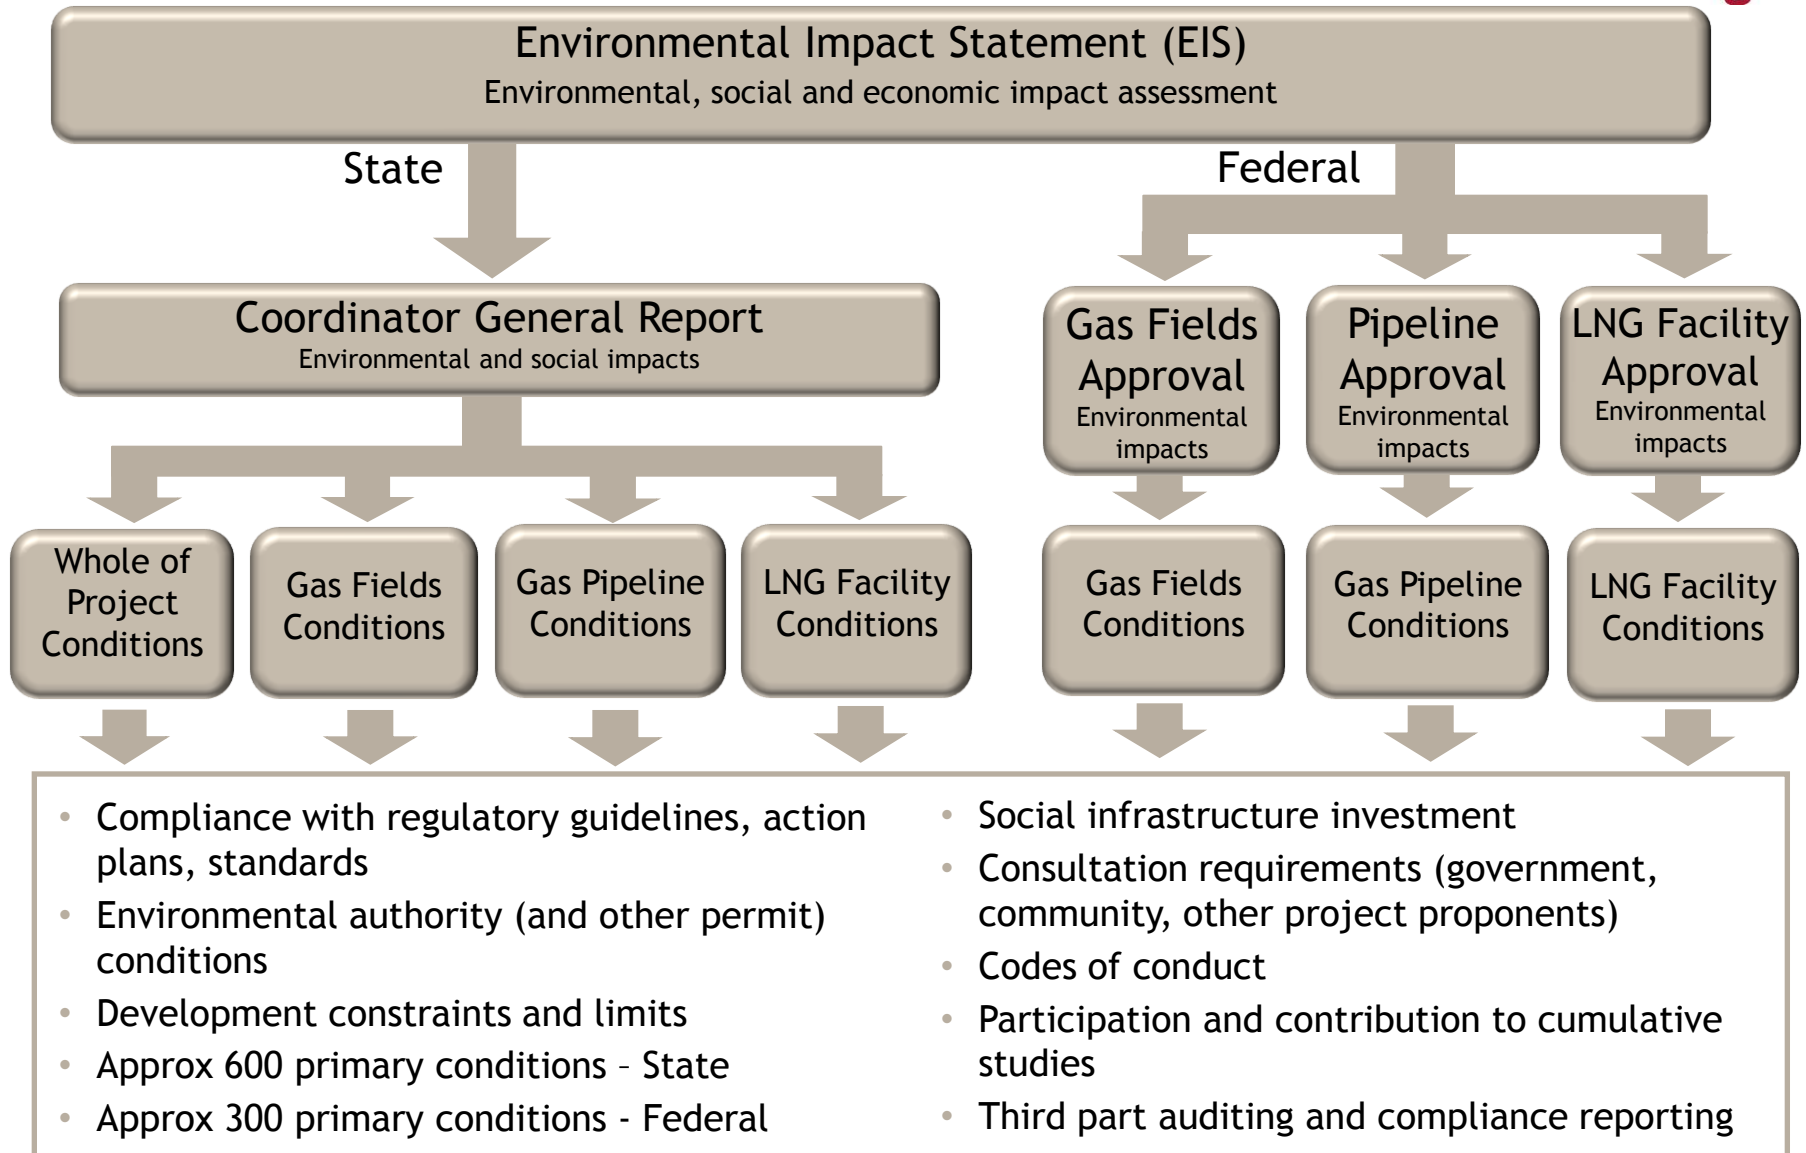 Environmental Impact Statement (EIS)
Environmental, social and economic impact assessment
State
Federal
Coordinator General Report
Environmental and social impacts
Gas Fields
Approval
Environmental
impacts
Pipeline
Approval
Environmental
impacts
LNG Facility
Approval
Environmental
impacts
Whole of
Project
Conditions
Gas Fields
Conditions
Gas Pipeline
Conditions
LNG Facility
Conditions
Gas Fields
Conditions
Gas Pipeline
Conditions
LNG Facility
Conditions
• Compliance with regulatory guidelines, action
plans, standards
• Environmental authority (and other permit)
conditions
• Development constraints and limits
• Approx 600 primary conditions – State
• Approx 300 primary conditions - Federal
• Social infrastructure investment
• Consultation requirements (government,
community, other project proponents)
• Codes of conduct
• Participation and contribution to cumulative
studies
• Third part auditing and compliance reporting